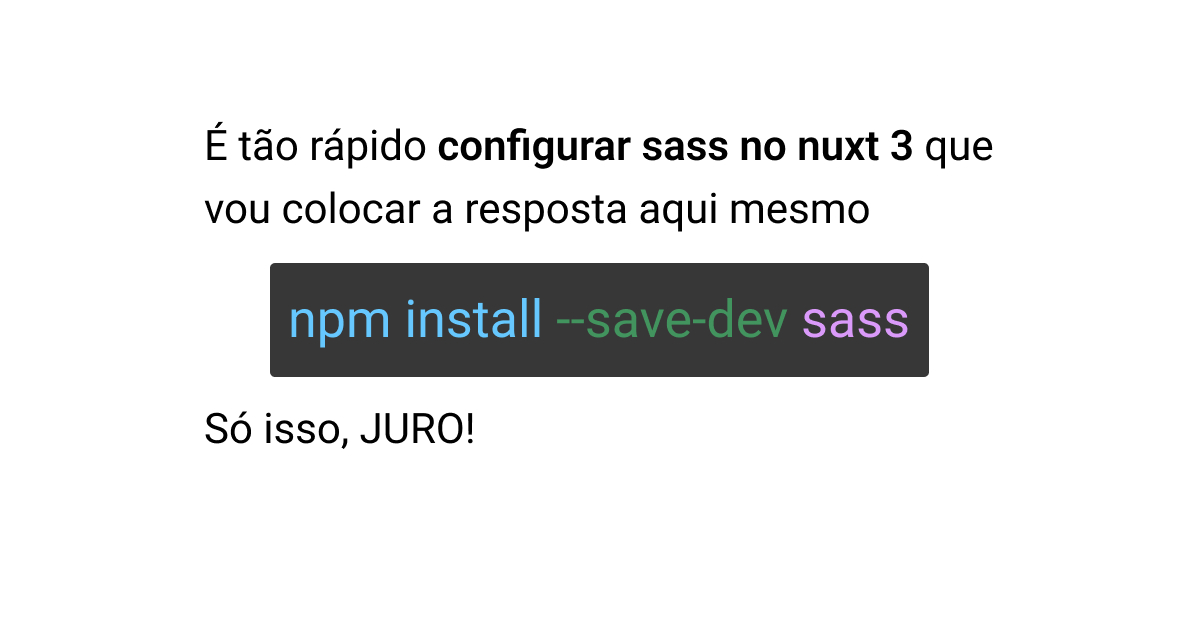 É tão rápido configurar sass no nuxt 3 que
vou colocar a resposta aqui mesmo
npm install --save-dev sass
Só isso, JURO!